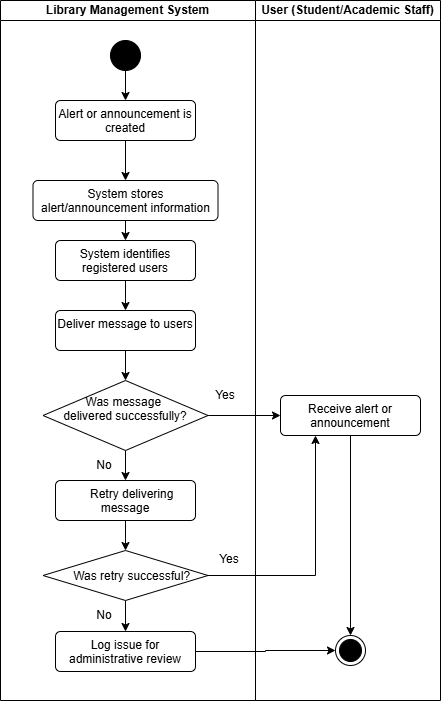 Library Management System
User (Student/Academic Staff)
Alert or announcement is
created
System stores
alert/announcement information
System identifies
registered users
Deliver message to users
Was message
delivered successfully?
Yes
Receive alert or
announcement
No
Retry delivering
message
Was retry successful?
Yes
No
Log issue for
administrative review